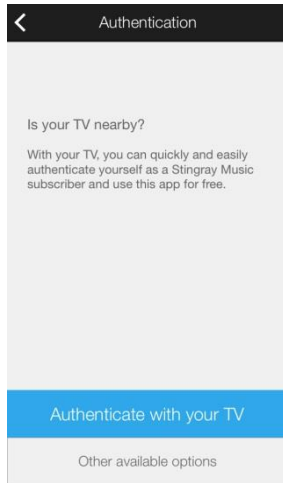 Authentication
Is your TV nearby?
With your TV, you can quickly and easily
authenticate yourself as a Stingray Music
subscriber and use this app for free.
Authenticate with your TV
Other available options